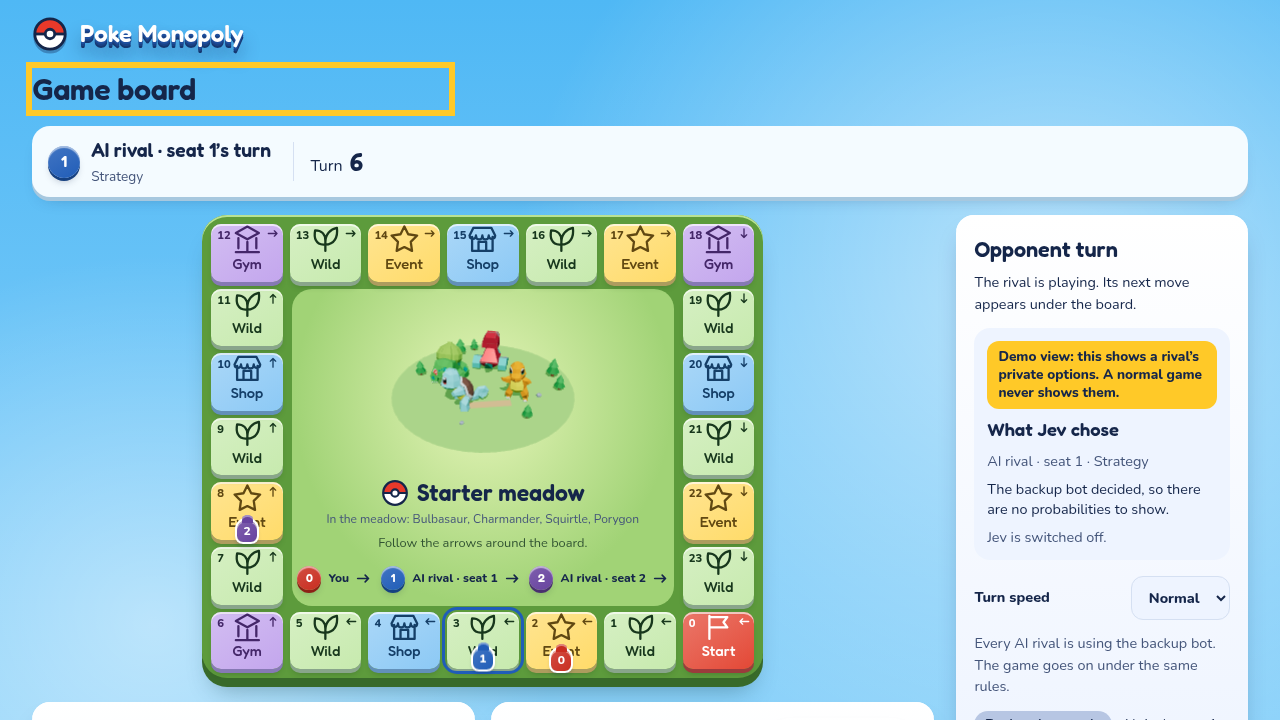 Poke Monopoly
Game board
1
AI rival · seat 1's turn
Strategy
Turn 6
12 → Gym
13 → Wild
14 → Event
15 → Shop
16 → Wild
17 → Event
18 ↓ Gym
11 ↑ Wild
19 ↓ Wild
10 ↑ Shop
20 ↓ Shop
9 ↑ Wild
21 ↓ Wild
8 ↑ Event 2
22 ↓ Event
7 ↑ Wild
23 ↓ Wild
Starter meadow
In the meadow: Bulbasaur, Charmander, Squirtle, Porygon
Follow the arrows around the board.
0 You → 1 AI rival · seat 1 → 2 AI rival · seat 2 →
6 ↑ Gym
5 ← Wild
4 ← Shop
3 ← Wild 1
2 ← Event 0
1 ← Wild
0 ← Start
Opponent turn
The rival is playing. Its next move
appears under the board.
Demo view: this shows a rival's
private options. A normal game
never shows them.
What Jev chose
AI rival · seat 1 · Strategy
The backup bot decided, so there
are no probabilities to show.
Jev is switched off.
Turn speed
Normal
Every AI rival is using the backup bot.
The game goes on under the same
rules.